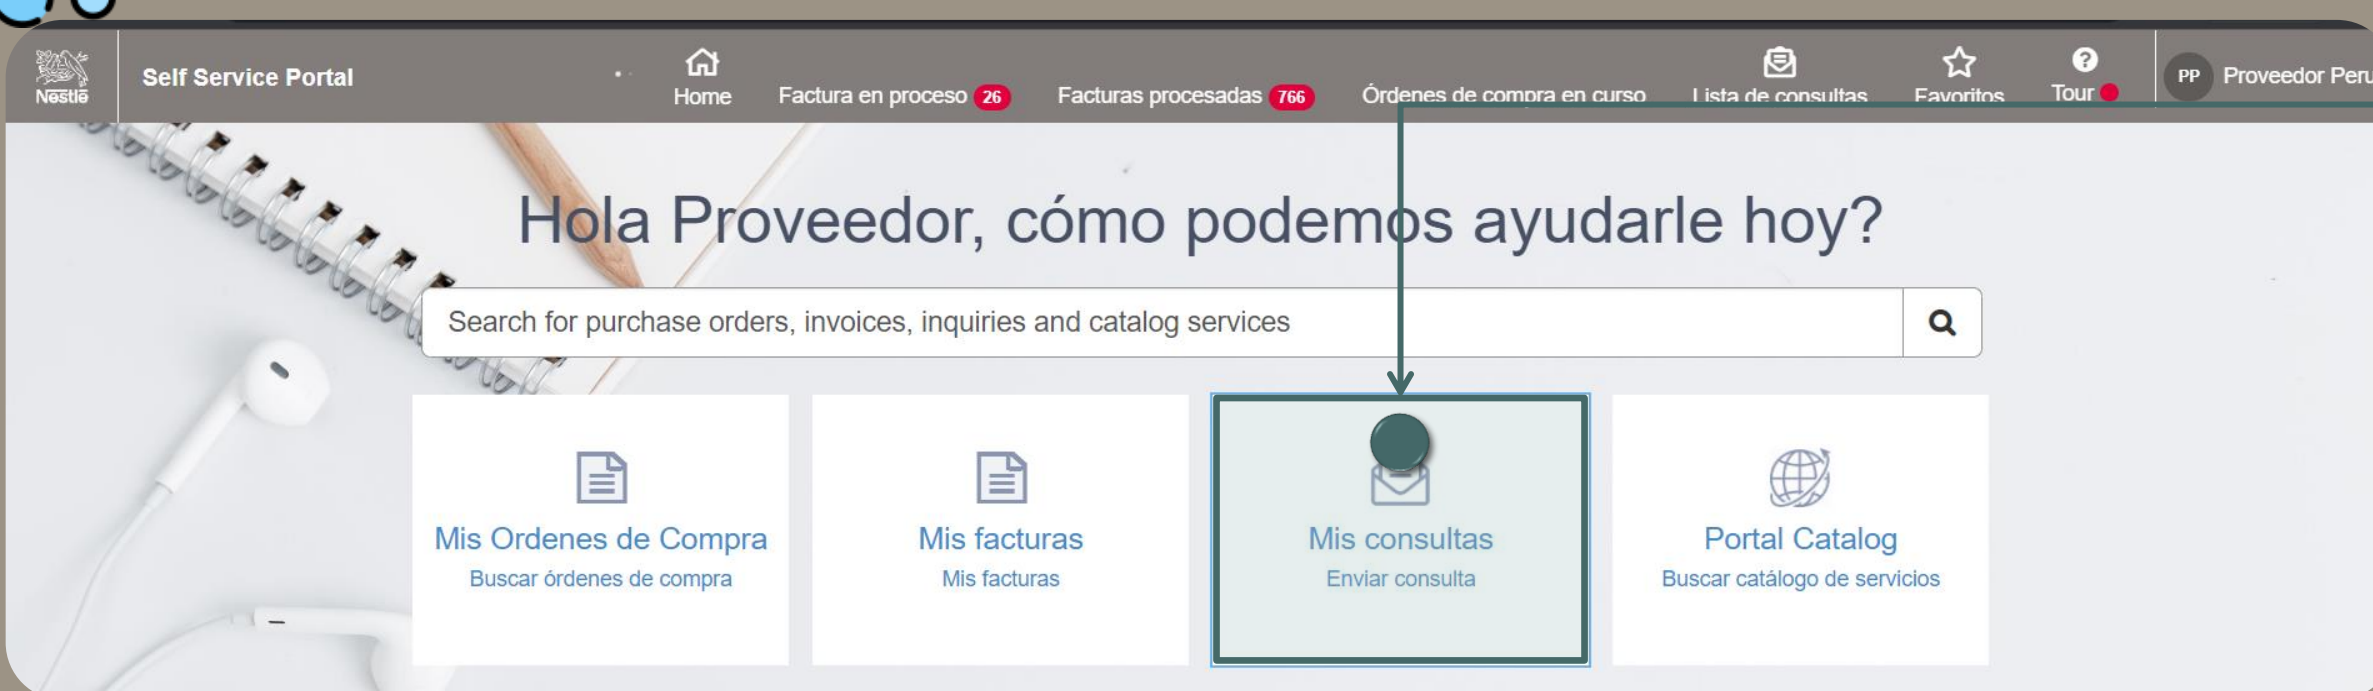 Nestlé
Self Service Portal
Home
Factura en proceso 26
Facturas procesadas 766
Órdenes de compra en curso
Lista de consultas
Favoritos
Tour
PP Proveedor Peru
Hola Proveedor, cómo podemos ayudarle hoy?
Search for purchase orders, invoices, inquiries and catalog services
Mis Ordenes de Compra
Buscar órdenes de compra
Mis facturas
Mis facturas
Mis consultas
Enviar consulta
Portal Catalog
Buscar catálogo de servicios